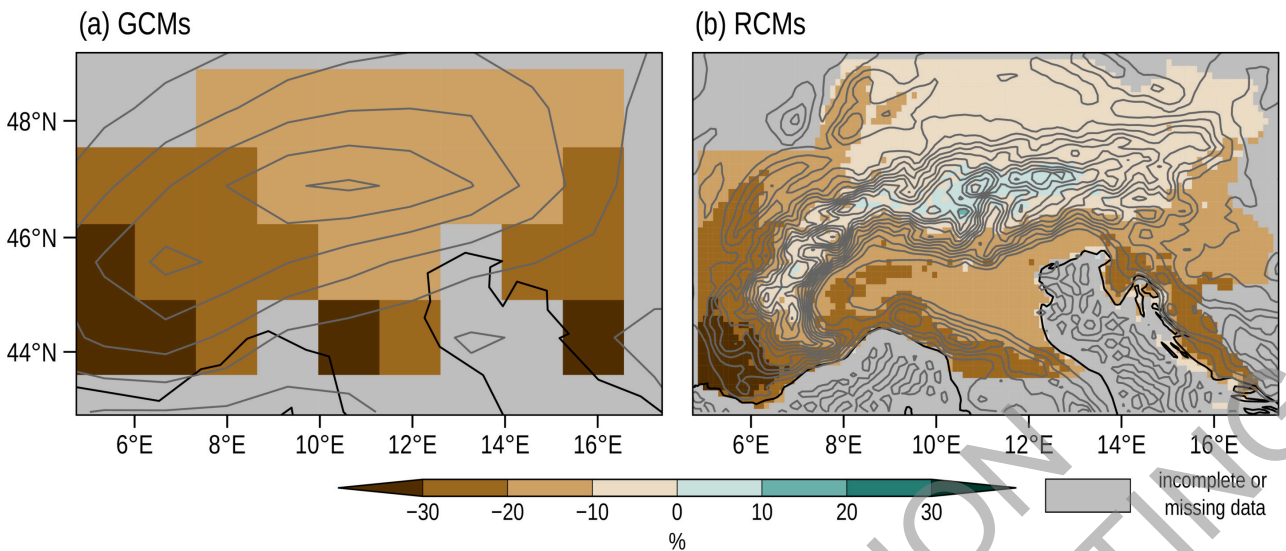 (a) GCMs
(b) RCMs
48°N
46°N
44°N
6°E 8°E 10°E 12°E 14°E 16°E
6°E 8°E 10°E 12°E 14°E 16°E
−30 −20 −10 0 10 20 30
%
incomplete or
missing data